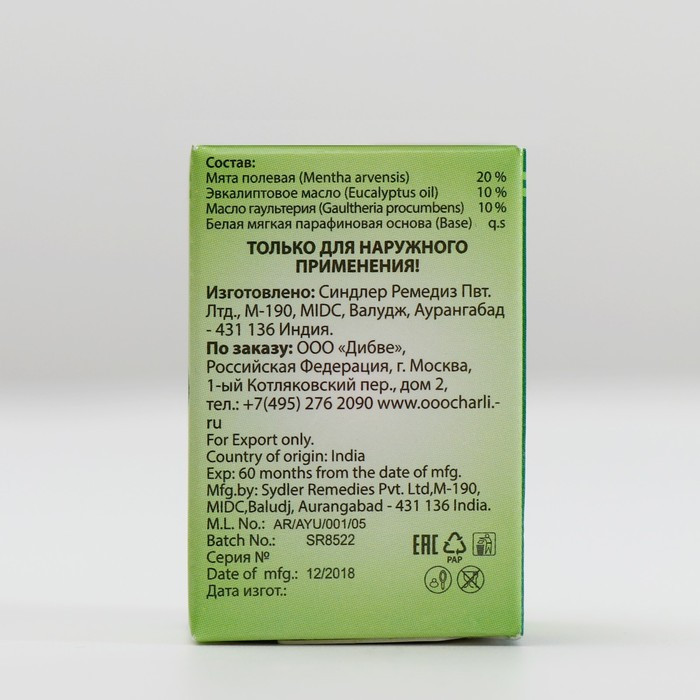 Состав:
Мята полевая (Mentha arvensis) 20 %
Эвкалиптовое масло (Eucalyptus oil) 10 %
Масло гаультерия (Gaultheria procumbens) 10 %
Белая мягкая парафиновая основа (Base) q.s
ТОЛЬКО ДЛЯ НАРУЖНОГО
ПРИМЕНЕНИЯ!
Изготовлено: Синдлер Ремедиз Пвт.
Лтд., М-190, MIDC, Валудж, Аурангабад
- 431 136 Индия.
По заказу: ООО «Дибве»,
Российская Федерация, г. Москва,
1-ый Котляковский пер., дом 2,
тел.: +7(495) 276 2090 www.ooocharli.-
ru
For Export only.
Country of origin: India
Exp: 60 months from the date of mfg.
Mfg.by: Sydler Remedies Pvt. Ltd,M-190,
MIDC,Baludj, Aurangabad - 431 136 India.
M.L. No.: AR/AYU/001/05
Batch No.: SR8522
Серия №
Date of mfg.: 12/2018
Дата изгот.:
EAC
PAP